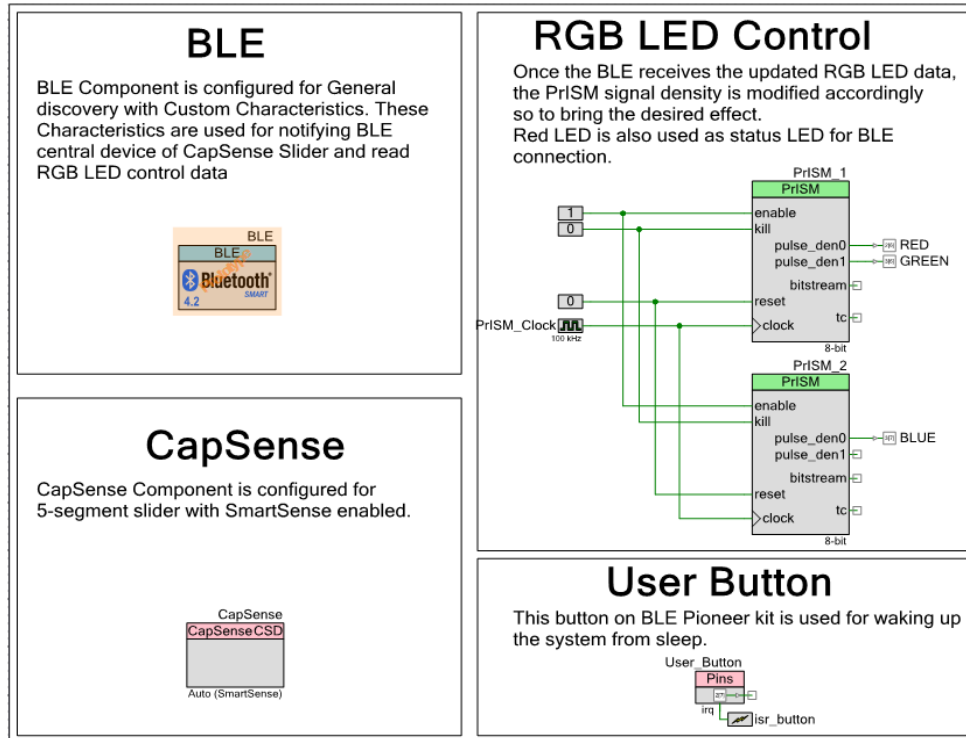 BLE
BLE Component is configured for General
discovery with Custom Characteristics. These
Characteristics are used for notifying BLE
central device of CapSense Slider and read
RGB LED control data
BLE
BLE
Bluetooth
SMART
4.2
CapSense
CapSense Component is configured for
5-segment slider with SmartSense enabled.
CapSense
CapSense CSD
Auto (SmartSense)
RGB LED Control
Once the BLE receives the updated RGB LED data,
the PrISM signal density is modified accordingly
so to bring the desired effect.
Red LED is also used as status LED for BLE
connection.
PrISM_1
PrISM
1
enable
0
kill
pulse_den0
RED
pulse_den1
GREEN
bitstream
0
reset
PrISM_Clock
100 kHz
clock
tc
8-bit
PrISM_2
PrISM
enable
kill
pulse_den0
BLUE
pulse_den1
bitstream
reset
clock
tc
8-bit
User Button
This button on BLE Pioneer kit is used for waking up
the system from sleep.
User_Button
Pins
irq
isr_button